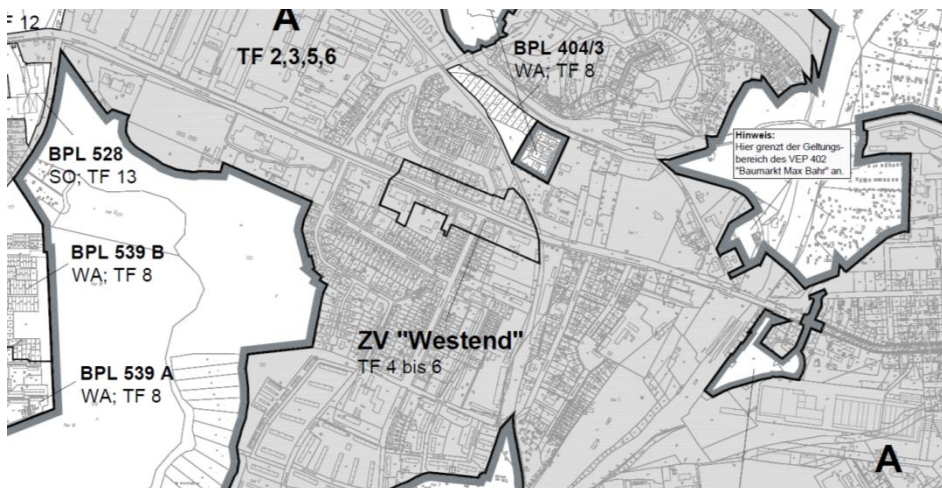 F 12
A
TF 2,3,5,6
BPL 404/3
WA; TF 8
Hinweis:
Hier grenzt der Geltungs-
bereich des VEP 402
"Baumarkt Max Bahr" an.
BPL 528
SO; TF 13
BPL 539 B
WA; TF 8
ZV "Westend"
TF 4 bis 6
BPL 539 A
WA; TF 8
A